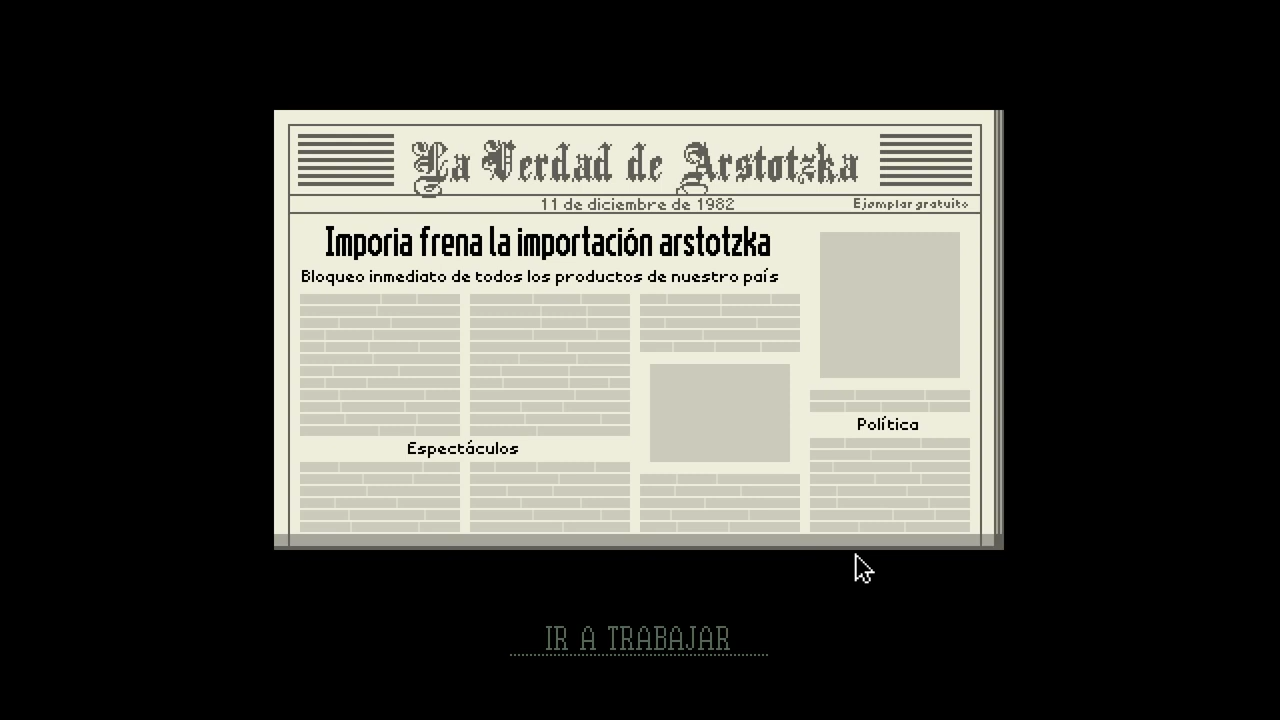 La Verdad de Arstotzka
11 de diciembre de 1982
Ejemplar gratuito
Imporia frena la importación arstotzka
Bloqueo inmediato de todos los productos de nuestro país
Política
Espectáculos
IR A TRABAJAR